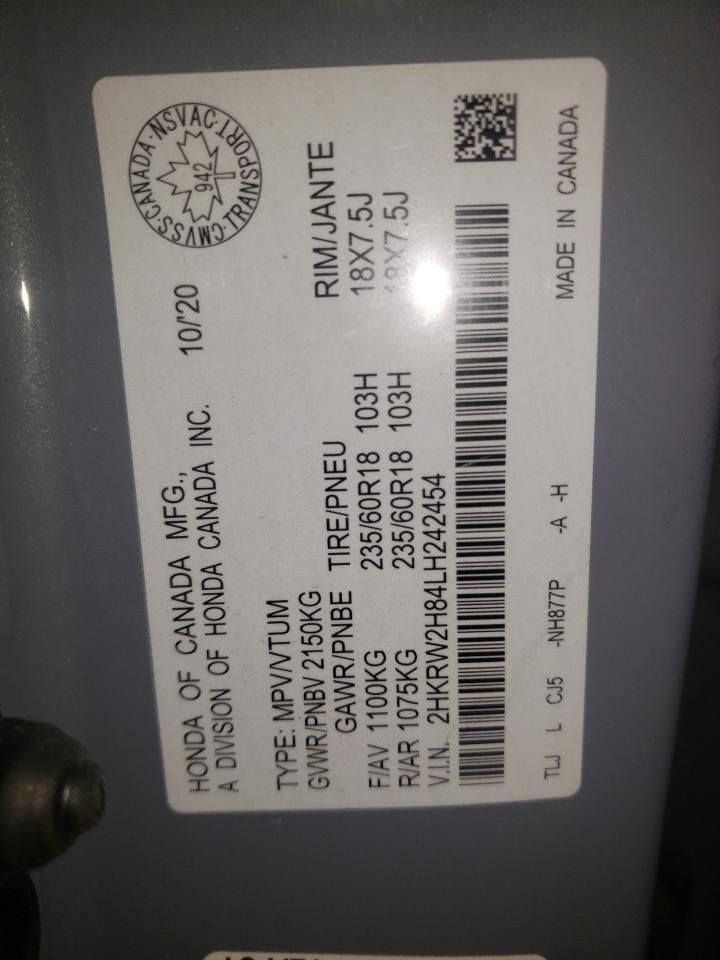 HONDA OF CANADA MFG.,
A DIVISION OF HONDA CANADA INC. 10/'20
CMVSS·CANADA·NSVAC·TRANSPORT
942
TYPE: MPV/VTUM
GVWR/PNBV 2150KG
GAWR/PNBE TIRE/PNEU RIM/JANTE
F/AV 1100KG 235/60R18 103H 18X7.5J
R/AR 1075KG 235/60R18 103H 18X7.5J
V.I.N. 2HKRW2H84LH242454
TLJ L CJ5 -NH877P -A -H MADE IN CANADA